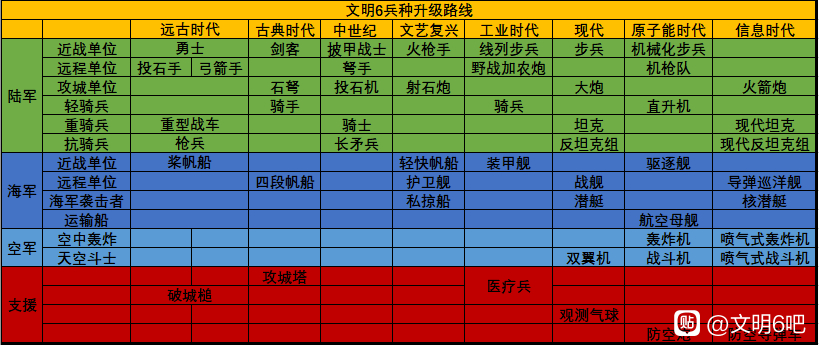 文明6兵种升级路线
远古时代 古典时代 中世纪 文艺复兴 工业时代 现代 原子能时代 信息时代
陆军
近战单位 勇士 剑客 披甲战士 火枪手 线列步兵 步兵 机械化步兵
远程单位 投石手 弓箭手 弩手 野战加农炮 机枪队
攻城单位 石弩 投石机 射石炮 大炮 火箭炮
轻骑兵 骑手 骑兵 直升机
重骑兵 重型战车 骑士 坦克 现代坦克
抗骑兵 枪兵 长矛兵 反坦克组 现代反坦克组
海军
近战单位 桨帆船 轻快帆船 装甲舰 驱逐舰
远程单位 四段帆船 护卫舰 战舰 导弹巡洋舰
海军袭击者 私掠船 潜艇 核潜艇
运输船 航空母舰
空军
空中轰炸 轰炸机 喷气式轰炸机
天空斗士 双翼机 战斗机 喷气式战斗机
支援
攻城塔
医疗兵
破城槌
观测气球
防空炮 防空导弹车
贴 @文明6吧